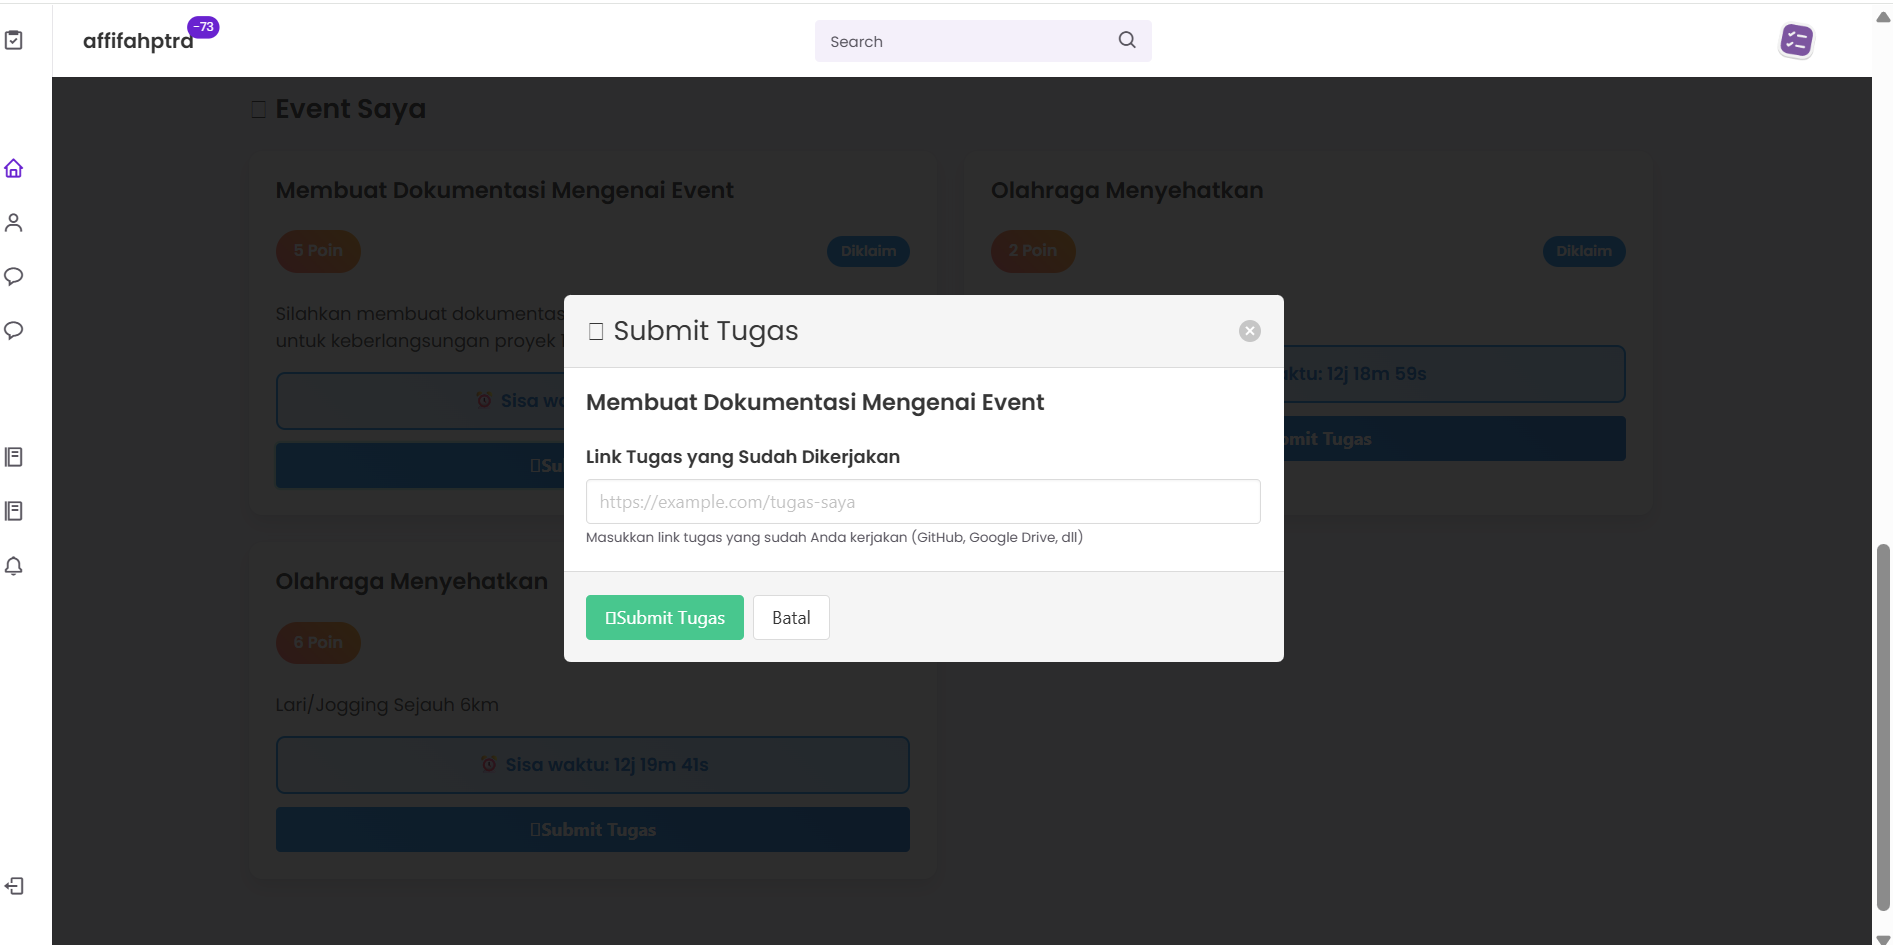 affifahptra
-73
Search
Event Saya
Membuat Dokumentasi Mengenai Event
5 Poin
Diklaim
Silahkan membuat dokumentas
untuk keberlangsungan proyek
Sisa w
Su
Olahraga Menyehatkan
2 Poin
Diklaim
ktu: 12j 18m 59s
mit Tugas
Olahraga Menyehatkan
6 Poin
Lari/Jogging Sejauh 6km
Sisa waktu: 12j 19m 41s
Submit Tugas
Submit Tugas
Membuat Dokumentasi Mengenai Event
Link Tugas yang Sudah Dikerjakan
https://example.com/tugas-saya
Masukkan link tugas yang sudah Anda kerjakan (GitHub, Google Drive, dll)
Submit Tugas
Batal